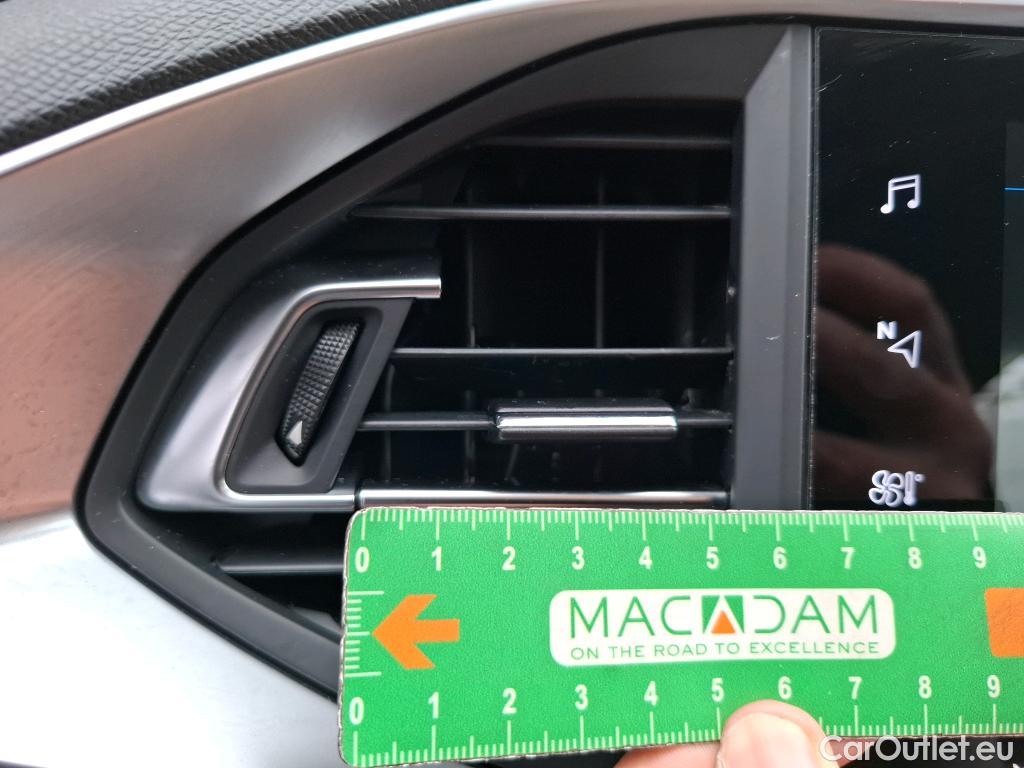 N
0 1 2 3 4 5 6 7 8 9
MACADAM
ON THE ROAD TO EXCELLENCE
0 1 2 3 4 5 6 7 8 9
CarOutlet.eu